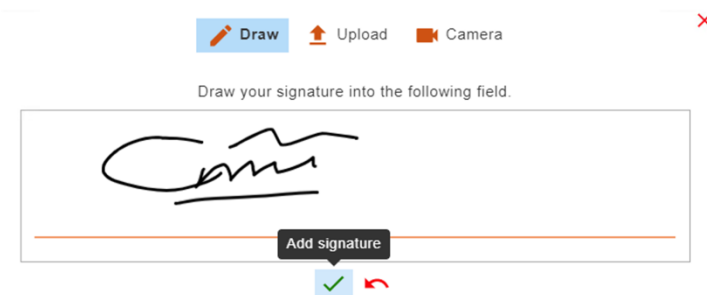 Draw Upload Camera
Draw your signature into the following field.
Add signature